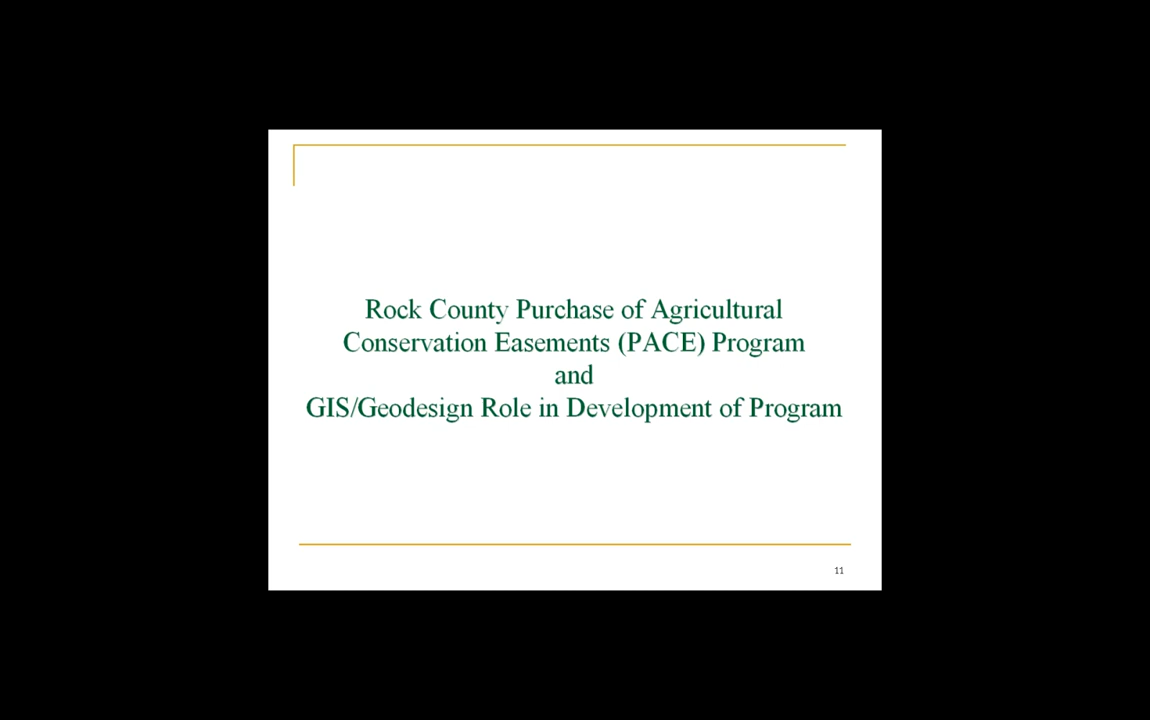 Rock County Purchase of Agricultural
Conservation Easements (PACE) Program
and
GIS/Geodesign Role in Development of Program
11